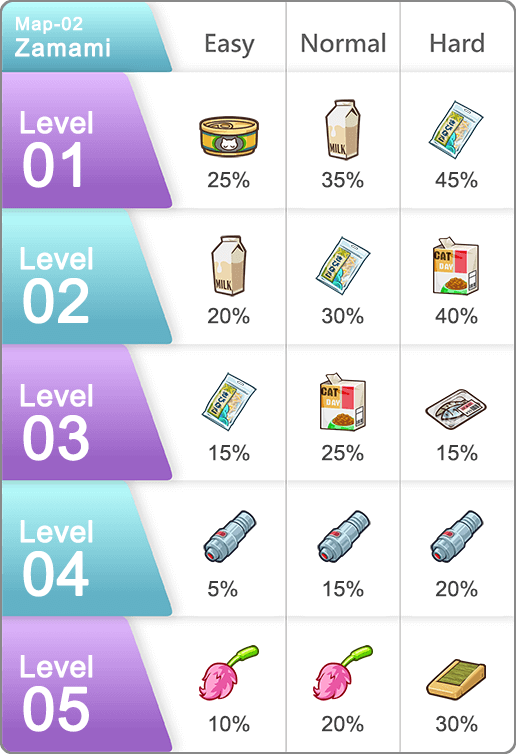 Map-02
Zamami
Easy Normal Hard
Level
01
MILK
25% 35% 45%
Level
02
MILK
CAT
DAY
20% 30% 40%
Level
03
CAT
DAY
15% 25% 15%
Level
04
5% 15% 20%
Level
05
10% 20% 30%